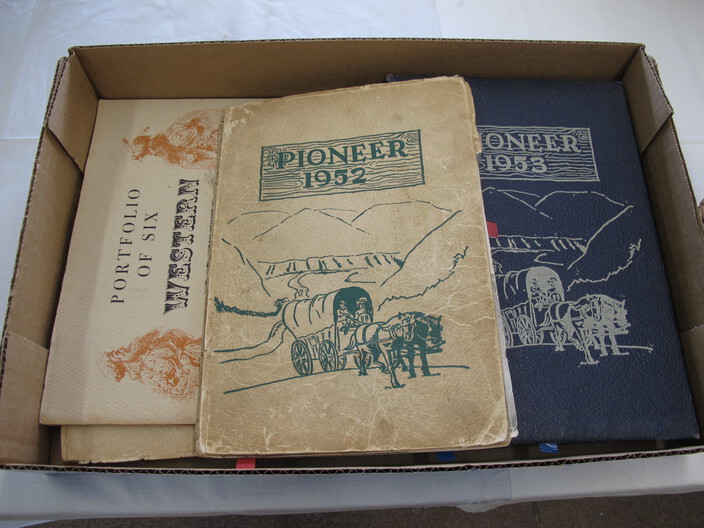 PORTFOLIO
OF SIX
WESTERN
PIONEER
1952
PIONEER
1953